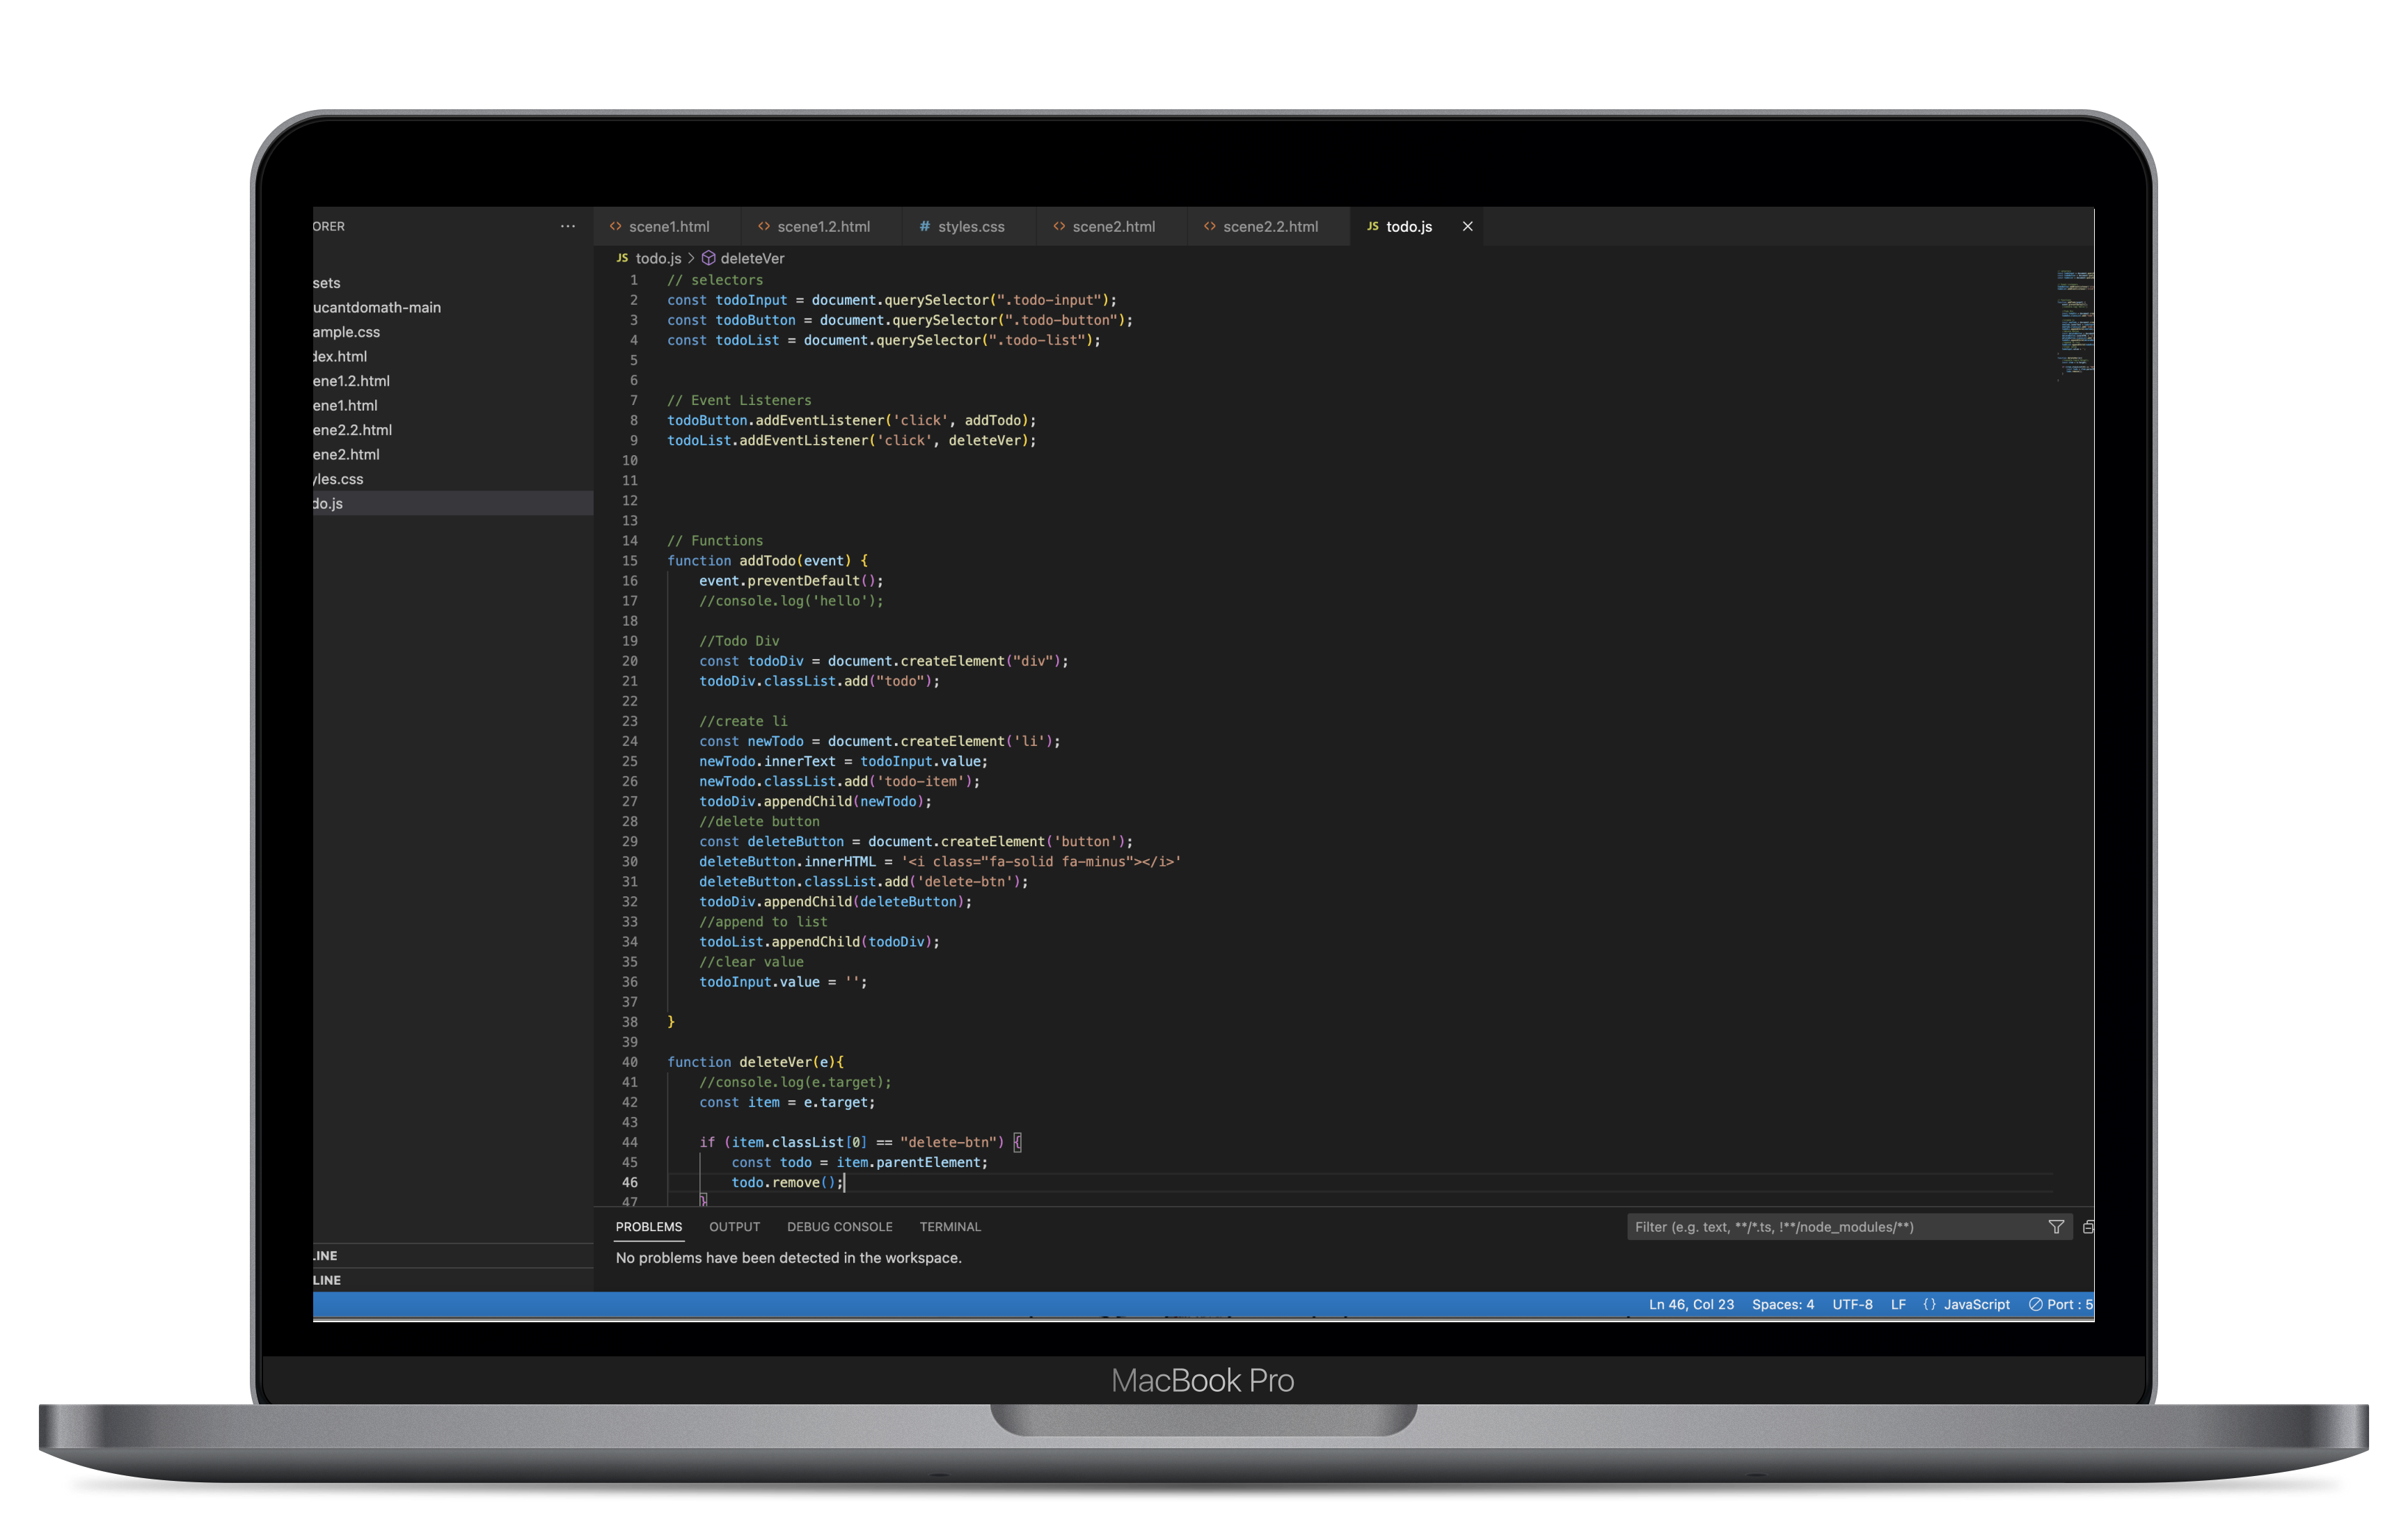 ORER ···
sets
ucantdomath-main
ample.css
dex.html
ene1.2.html
ene1.html
ene2.2.html
ene2.html
yles.css
do.js
LINE
LINE
scene1.html scene1.2.html # styles.css scene2.html scene2.2.html JS todo.js
JS todo.js > deleteVer
1 // selectors
2 const todoInput = document.querySelector(".todo-input");
3 const todoButton = document.querySelector(".todo-button");
4 const todoList = document.querySelector(".todo-list");
5
6
7 // Event Listeners
8 todoButton.addEventListener('click', addTodo);
9 todoList.addEventListener('click', deleteVer);
10
11
12
13
14 // Functions
15 function addTodo(event) {
16 event.preventDefault();
17 //console.log('hello');
18
19 //Todo Div
20 const todoDiv = document.createElement("div");
21 todoDiv.classList.add("todo");
22
23 //create li
24 const newTodo = document.createElement('li');
25 newTodo.innerText = todoInput.value;
26 newTodo.classList.add('todo-item');
27 todoDiv.appendChild(newTodo);
28 //delete button
29 const deleteButton = document.createElement('button');
30 deleteButton.innerHTML = '<i class="fa-solid fa-minus"></i>'
31 deleteButton.classList.add('delete-btn');
32 todoDiv.appendChild(deleteButton);
33 //append to list
34 todoList.appendChild(todoDiv);
35 //clear value
36 todoInput.value = '';
37
38 }
39
40 function deleteVer(e){
41 //console.log(e.target);
42 const item = e.target;
43
44 if (item.classList[0] == "delete-btn") {
45 const todo = item.parentElement;
46 todo.remove();
47 }
PROBLEMS OUTPUT DEBUG CONSOLE TERMINAL Filter (e.g. text, **/*.ts, !**/node_modules/**)
No problems have been detected in the workspace.
Ln 46, Col 23 Spaces: 4 UTF-8 LF {} JavaScript Port : 5
MacBook Pro